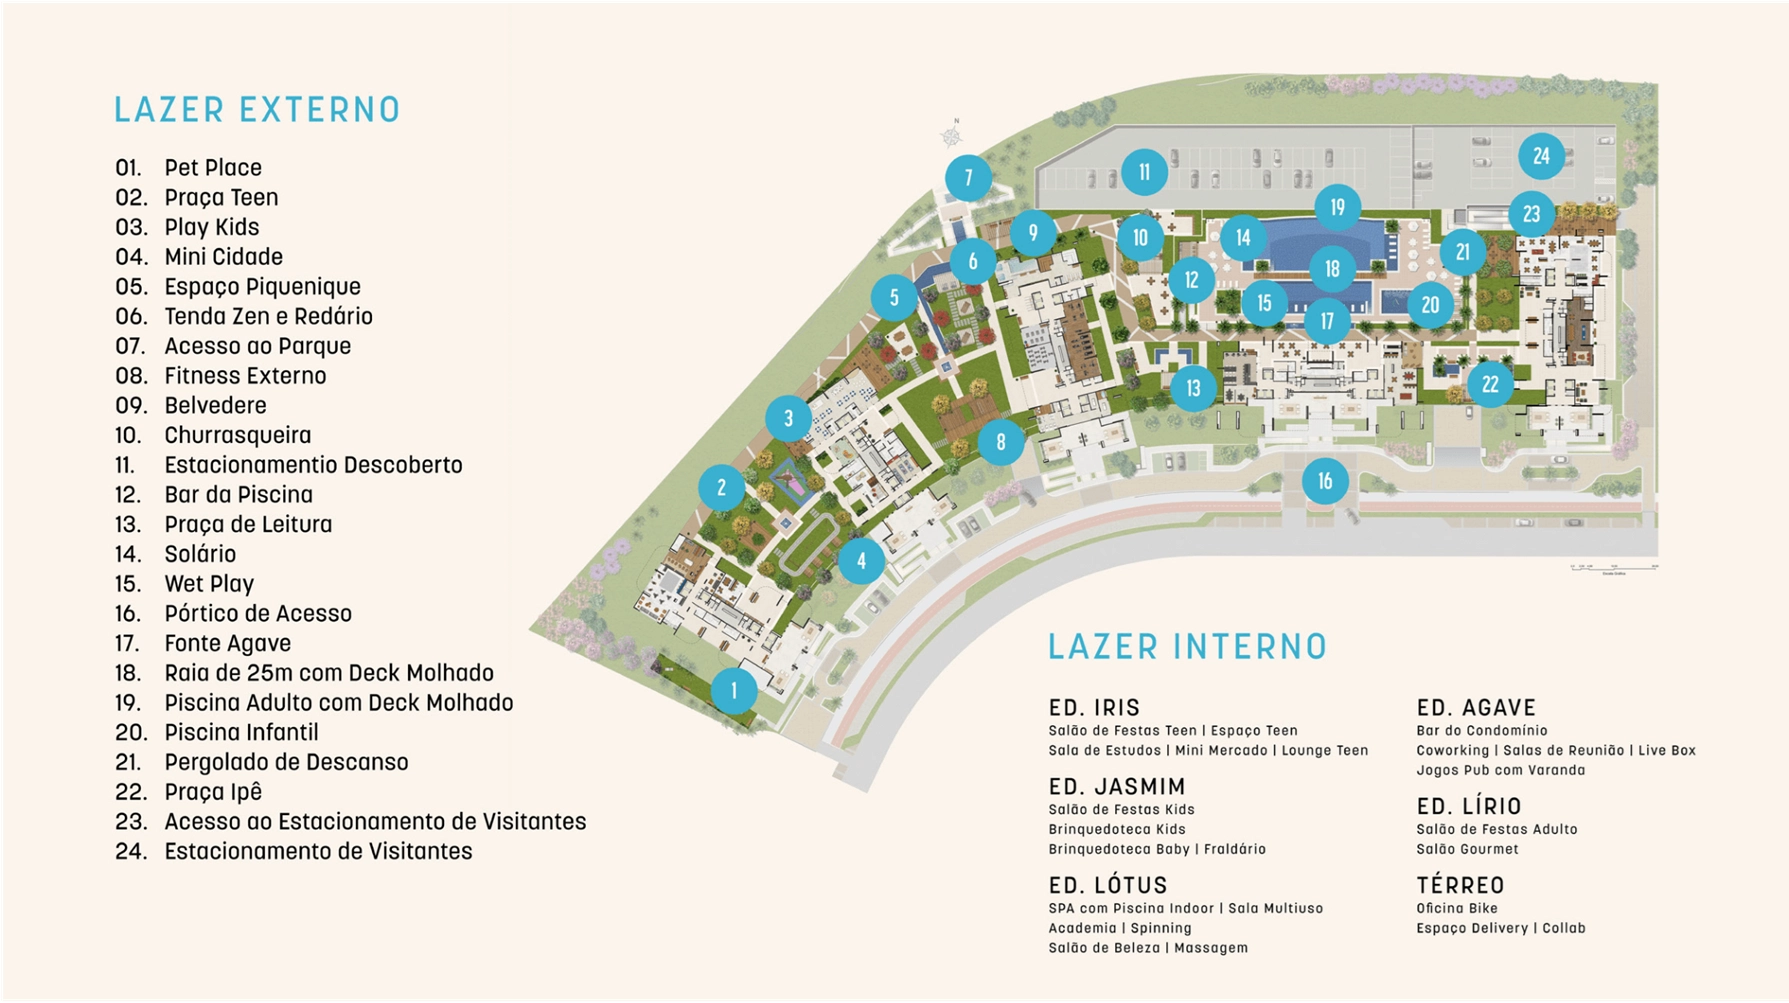 LAZER EXTERNO
01. Pet Place
02. Praça Teen
03. Play Kids
04. Mini Cidade
05. Espaço Piquenique
06. Tenda Zen e Redário
07. Acesso ao Parque
08. Fitness Externo
09. Belvedere
10. Churrasqueira
11. Estacionamentio Descoberto
12. Bar da Piscina
13. Praça de Leitura
14. Solário
15. Wet Play
16. Pórtico de Acesso
17. Fonte Agave
18. Raia de 25m com Deck Molhado
19. Piscina Adulto com Deck Molhado
20. Piscina Infantil
21. Pergolado de Descanso
22. Praça Ipê
23. Acesso ao Estacionamento de Visitantes
24. Estacionamento de Visitantes
N
24
11
7
19
23
9
10
14
21
6
18
12
5
15
20
17
22
13
3
8
16
2
4
1
LAZER INTERNO
ED. IRIS
Salão de Festas Teen | Espaço Teen
Sala de Estudos | Mini Mercado | Lounge Teen
ED. JASMIM
Salão de Festas Kids
Brinquedoteca Kids
Brinquedoteca Baby | Fraldário
ED. LÓTUS
SPA com Piscina Indoor | Sala Multiuso
Academia | Spinning
Salão de Beleza | Massagem
ED. AGAVE
Bar do Condomínio
Coworking | Salas de Reunião | Live Box
Jogos Pub com Varanda
ED. LÍRIO
Salão de Festas Adulto
Salão Gourmet
TÉRREO
Oficina Bike
Espaço Delivery | Collab